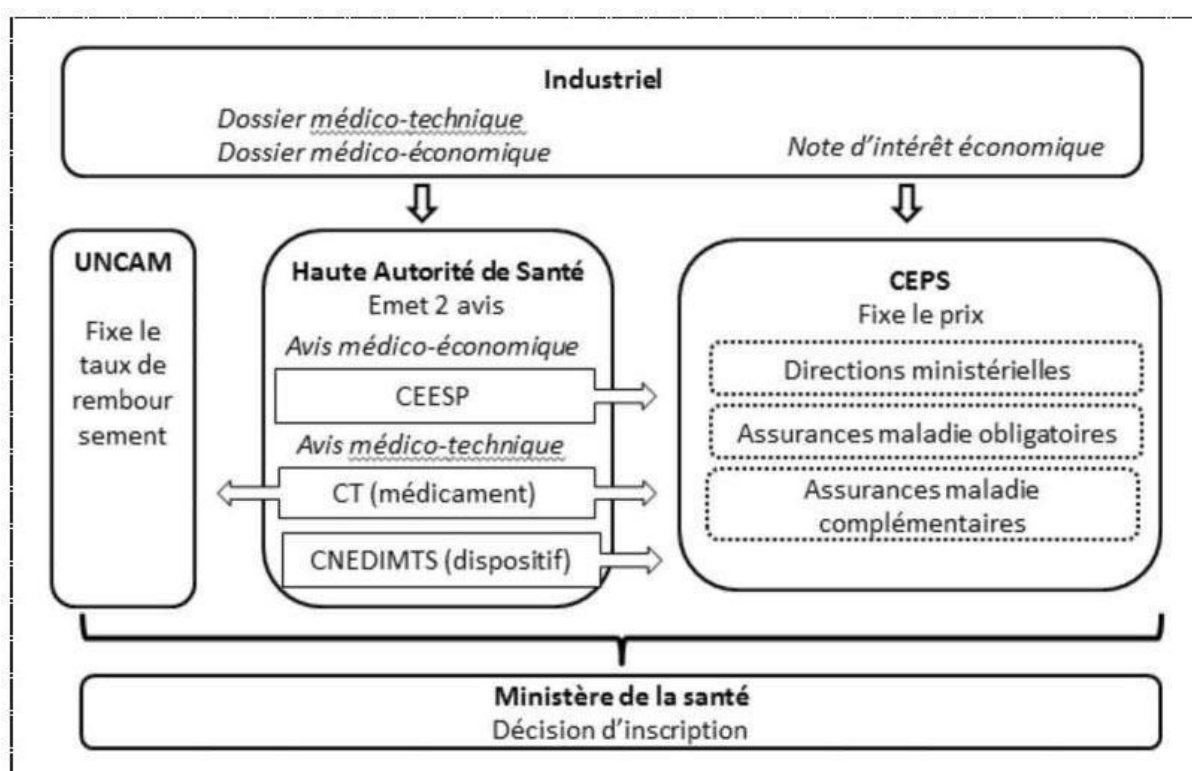 Industriel
Dossier médico-technique
Dossier médico-économique
Note d'intérêt économique
UNCAM
Fixe le
taux de
rembour
sement
Haute Autorité de Santé
Emet 2 avis
Avis médico-économique
CEESP
Avis médico-technique
CT (médicament)
CNEDIMTS (dispositif)
CEPS
Fixe le prix
Directions ministérielles
Assurances maladie obligatoires
Assurances maladie
complémentaires
Ministère de la santé
Décision d'inscription